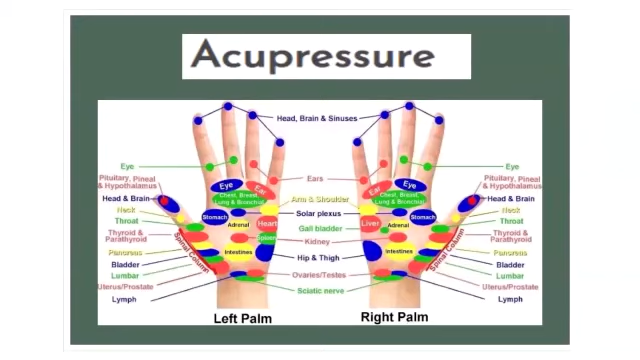 Acupressure
Head, Brain & Sinuses
Eye
Eye
Pituitary, Pineal
& Hypothalamus
Head & Brain
Neck
Throat
Thyroid &
Parathyroid
Pancreas
Bladder
Lumbar
Uterus/Prostate
Lymph
Spinal Column
Eye
Ear
Chest, Breast,
Lung & Bronchial
Stomach
Adrenal
Heart
Spleen
Intestines
Ears
Arm & Shoulder
Solar plexus
Gall bladder
Kidney
Hip & Thigh
Ovaries/Testes
Sciatic nerve
Ear
Eye
Chest, Breast,
Lung & Bronchial
Liver
Stomach
Adrenal
Intestines
Spinal Column
Pituitary, Pineal
& Hypothalamus
Head & Brain
Neck
Throat
Thyroid &
Parathyroid
Pancreas
Bladder
Lumbar
Uterus/Prostate
Lymph
Left Palm
Right Palm